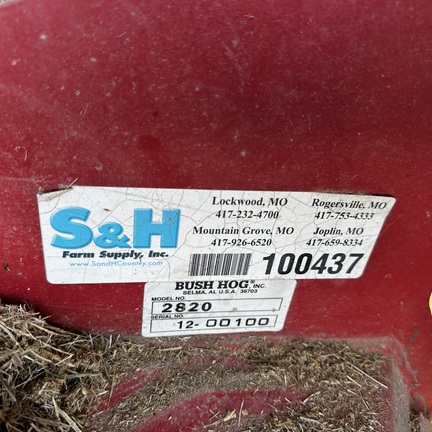 S&H
Farm Supply, Inc.
www.SandHCountry.com
Lockwood, MO
417-232-4700
Rogersville, MO
417-753-4333
Mountain Grove, MO
417-926-6520
Joplin, MO
417-659-8334
100437
BUSH HOG® INC.
SELMA, AL U.S.A. 36703
MODEL NO.
2820
SERIAL NO.
12-00100